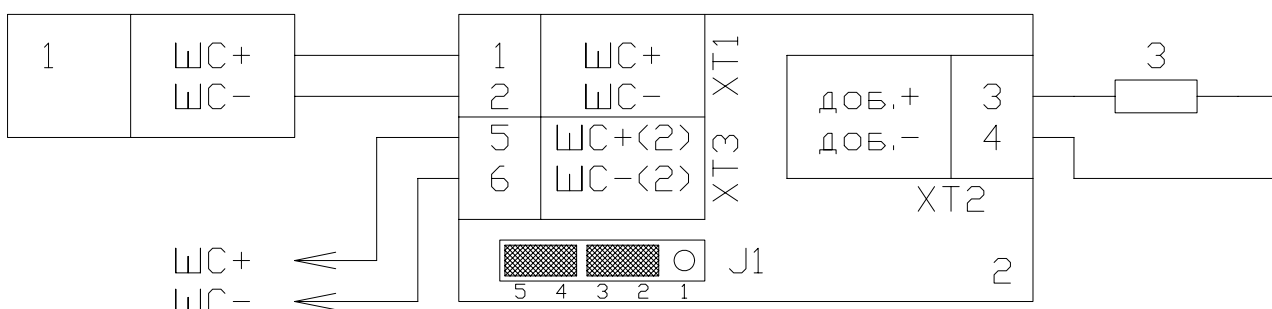 1 ШС+
ШС-
1 ШС+
2 ШС-
XT1
5 ШС+(2)
6 ШС-(2)
XT3
доб.+ 3
доб.- 4
XT2
3
J1
5 4 3 2 1
2
ШС+
ШС-